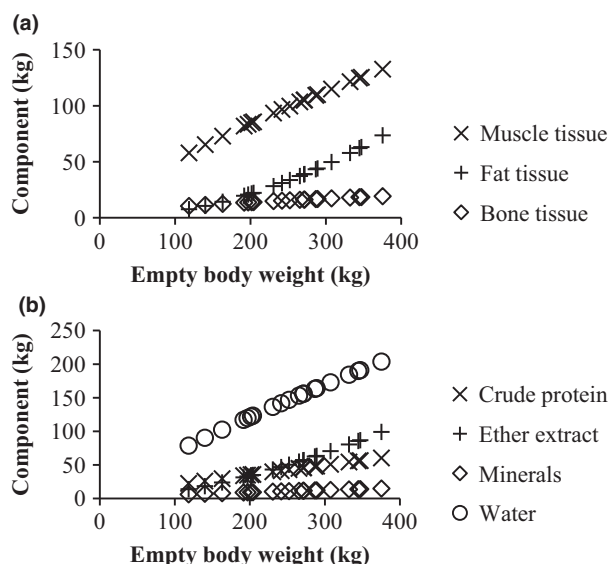 (a)
150
100
50
0
Component (kg)
0 100 200 300 400
Empty body weight (kg)
Muscle tissue
Fat tissue
Bone tissue
(b)
250
200
150
100
50
0
Component (kg)
0 100 200 300 400
Empty body weight (kg)
Crude protein
Ether extract
Minerals
Water